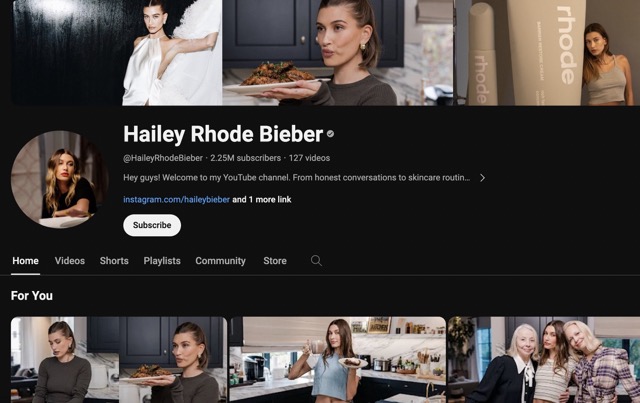 rhode
rhode
Hailey Rhode Bieber
@HaileyRhodeBieber · 2.25M subscribers · 127 videos
Hey guys! Welcome to my YouTube channel. From honest conversations to skincare routin...
instagram.com/haileybieber and 1 more link
Subscribe
Home Videos Shorts Playlists Community Store
For You